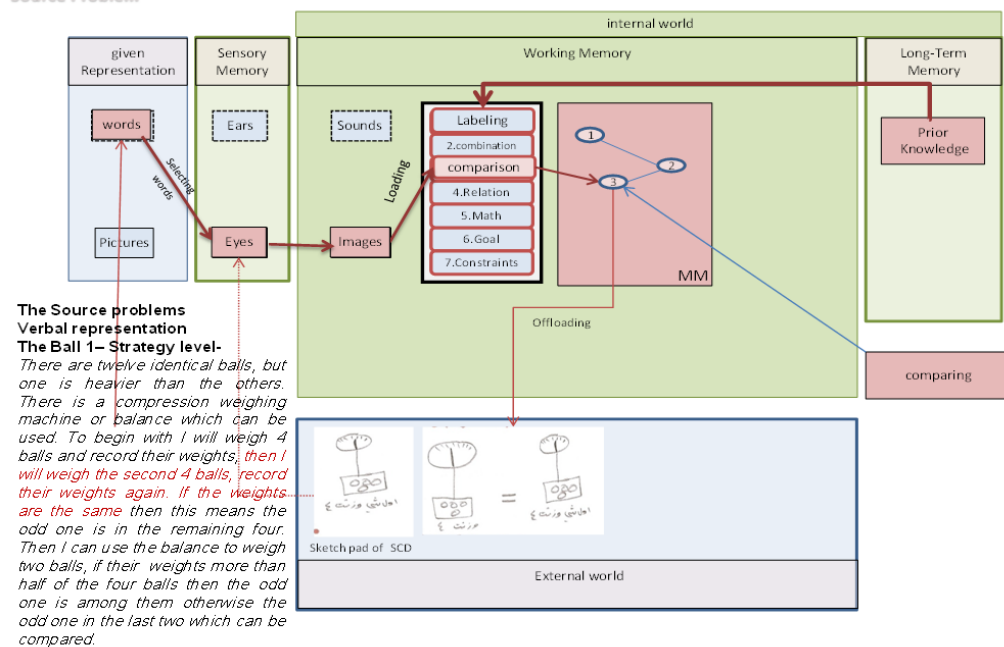 Source Problem
internal world
given
Representation
Sensory
Memory
Working Memory
Long-Term
Memory
words
Ears
Sounds
Labeling
2.combination
comparison
4.Relation
5.Math
6.Goal
7.Constraints
1
2
3
MM
Prior
Knowledge
Selecting
words
Loading
Pictures
Eyes
Images
Offloading
comparing
The Source problems
Verbal representation
The Ball 1– Strategy level-
There are twelve identical balls, but
one is heavier than the others.
There is a compression weighing
machine or balance which can be
used. To begin with I will weigh 4
balls and record their weights, then I
will weigh the second 4 balls, record
their weights again. If the weights
are the same then this means the
odd one is in the remaining four.
Then I can use the balance to weigh
two balls, if their weights more than
half of the four balls then the odd
one is among them otherwise the
odd one in the last two which can be
compared.
=
وزنت ٤
Sketchpad of SCD
External world